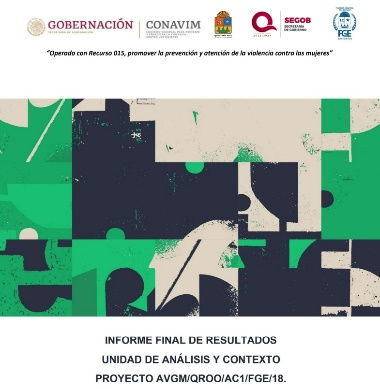 GOBERNACIÓN
CONAVIM
SEGOB
FGE
“Operado con Recurso 015, promover la prevención y atención de la violencia contra las mujeres”
INFORME FINAL DE RESULTADOS
UNIDAD DE ANÁLISIS Y CONTEXTO
PROYECTO AVGM/QROO/AC1/FGE/18.